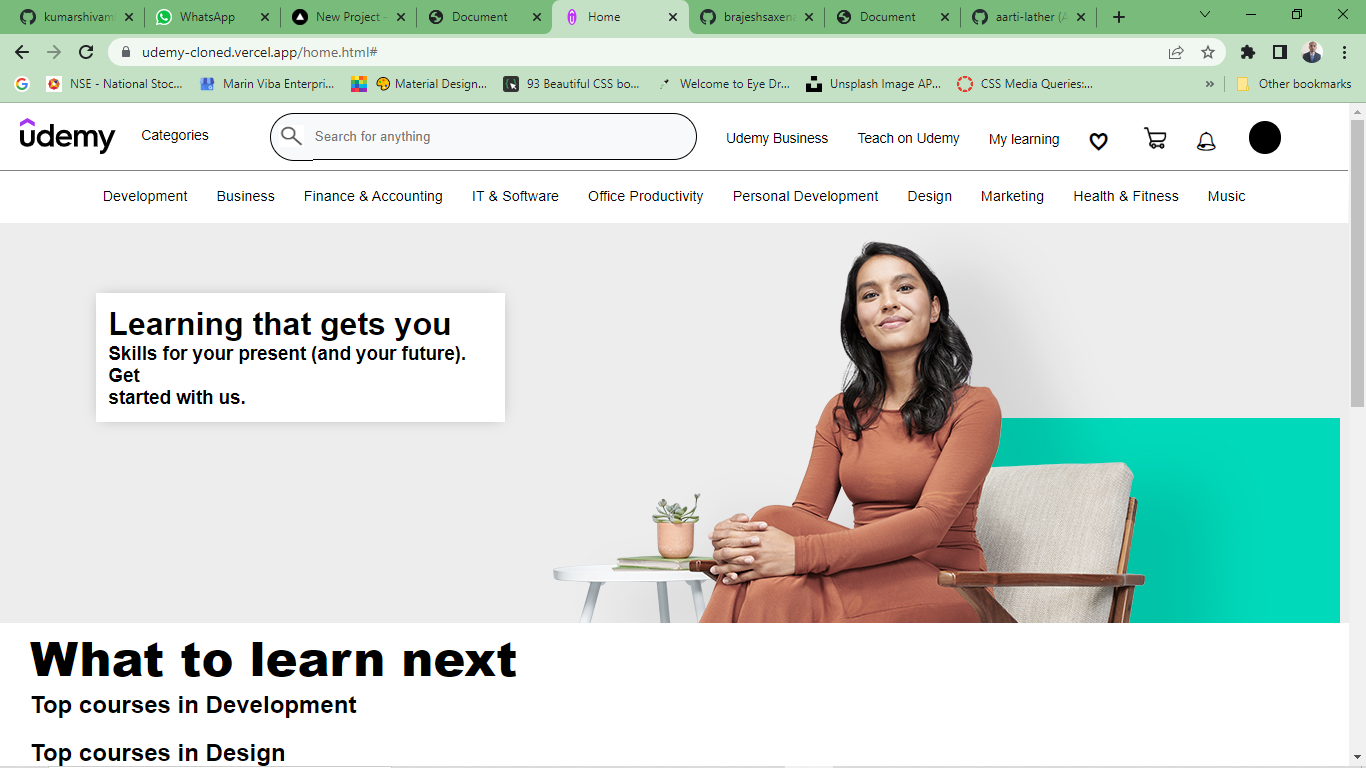 kumarshivam
WhatsApp
New Project -
Document
Home
brajeshsaxena
Document
aarti-lather (A
udemy-cloned.vercel.app/home.html#
NSE - National Stoc...
Marin Viba Enterpri...
Material Design...
93 Beautiful CSS bo...
Welcome to Eye Dr...
Unsplash Image AP...
CSS Media Queries:...
»
Other bookmarks
udemy
Categories
Search for anything
Udemy Business
Teach on Udemy
My learning
Development
Business
Finance & Accounting
IT & Software
Office Productivity
Personal Development
Design
Marketing
Health & Fitness
Music
Learning that gets you
Skills for your present (and your future).
Get
started with us.
What to learn next
Top courses in Development
Top courses in Design